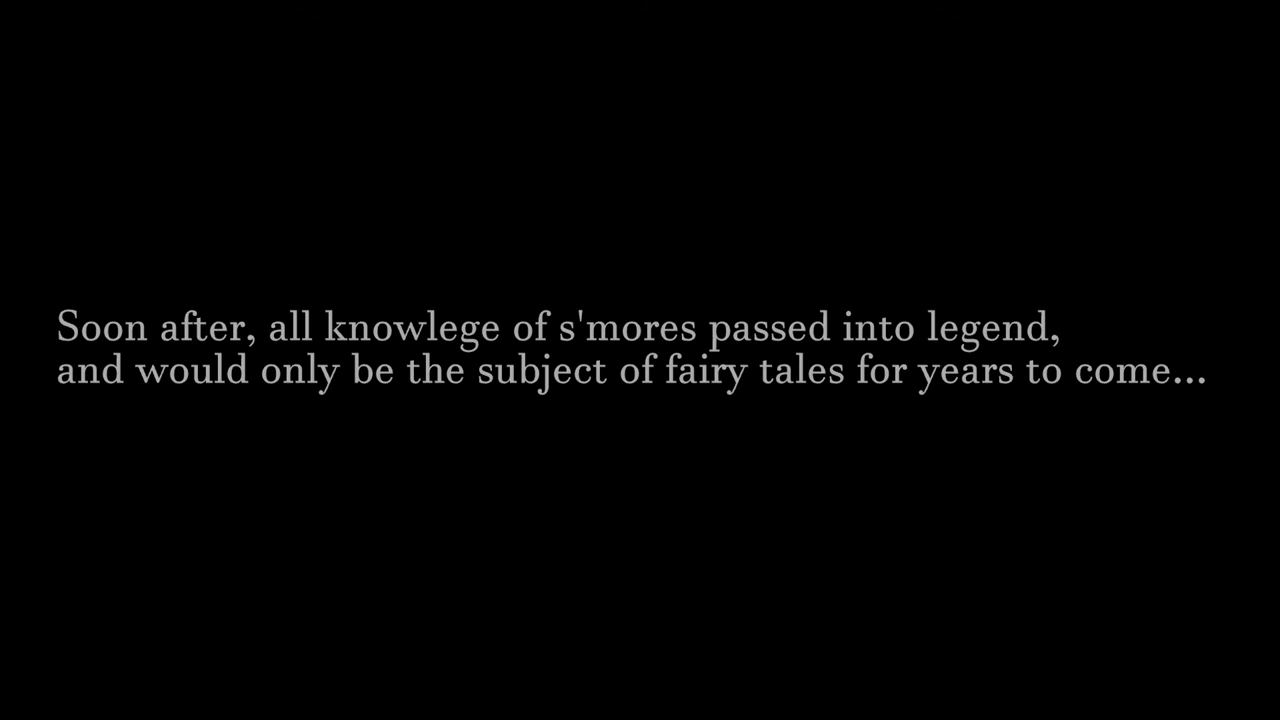 Soon after, all knowlege of s'mores passed into legend,
and would only be the subject of fairy tales for years to come...